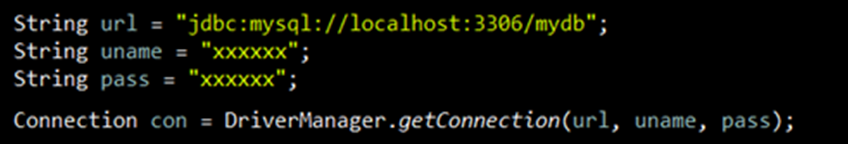 String url = "jdbc:mysql://localhost:3306/mydb";
String uname = "xxxxxx";
String pass = "xxxxxx";
Connection con = DriverManager.getConnection(url, uname, pass);